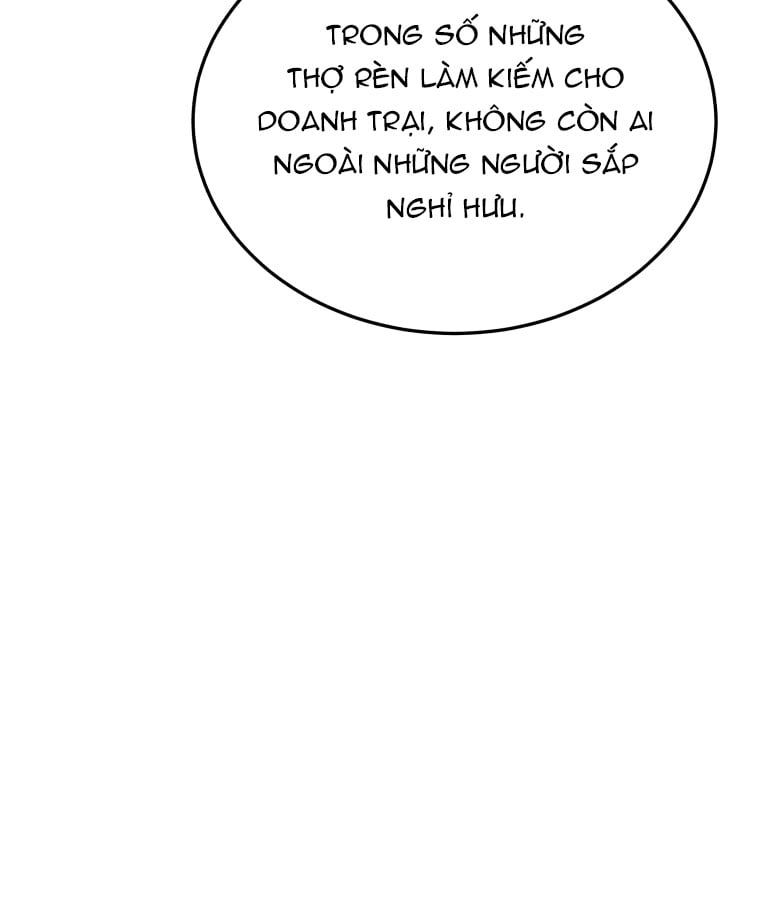 TRONG SỐ NHỮNG
THỢ RÈN LÀM KIẾM CHO
DOANH TRẠI, KHÔNG CÒN AI
NGOÀI NHỮNG NGƯỜI SẮP
NGHỈ HƯU.